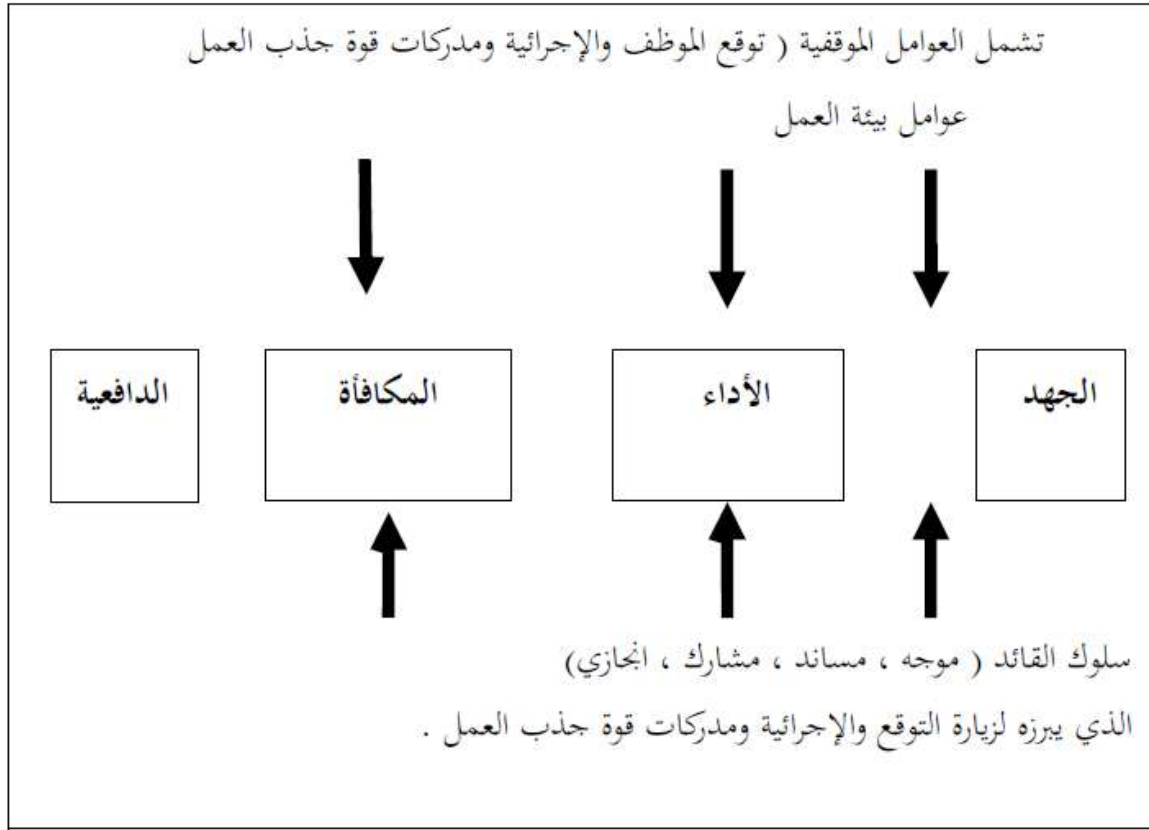 تشمل العوامل الموقفية ( توقع الموظف والإجرائية ومدركات قوة جذب العمل
عوامل بيئة العمل
الجهد
الأداء
المكافأة
الدافعية
سلوك القائد ( موجه ، مساند ، مشارك ، انجازي)
الذي يبرزه لزيارة التوقع والإجرائية ومدركات قوة جذب العمل .